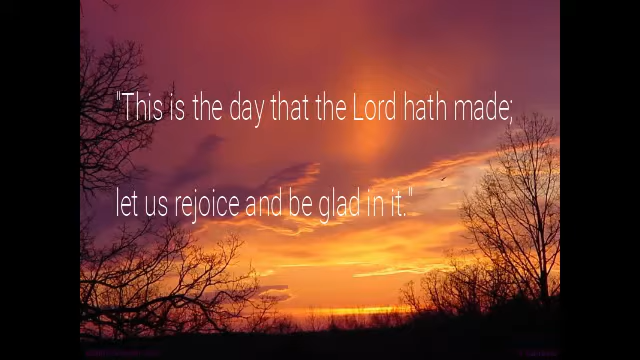 "This is the day that the Lord hath made;
let us rejoice and be glad in it."